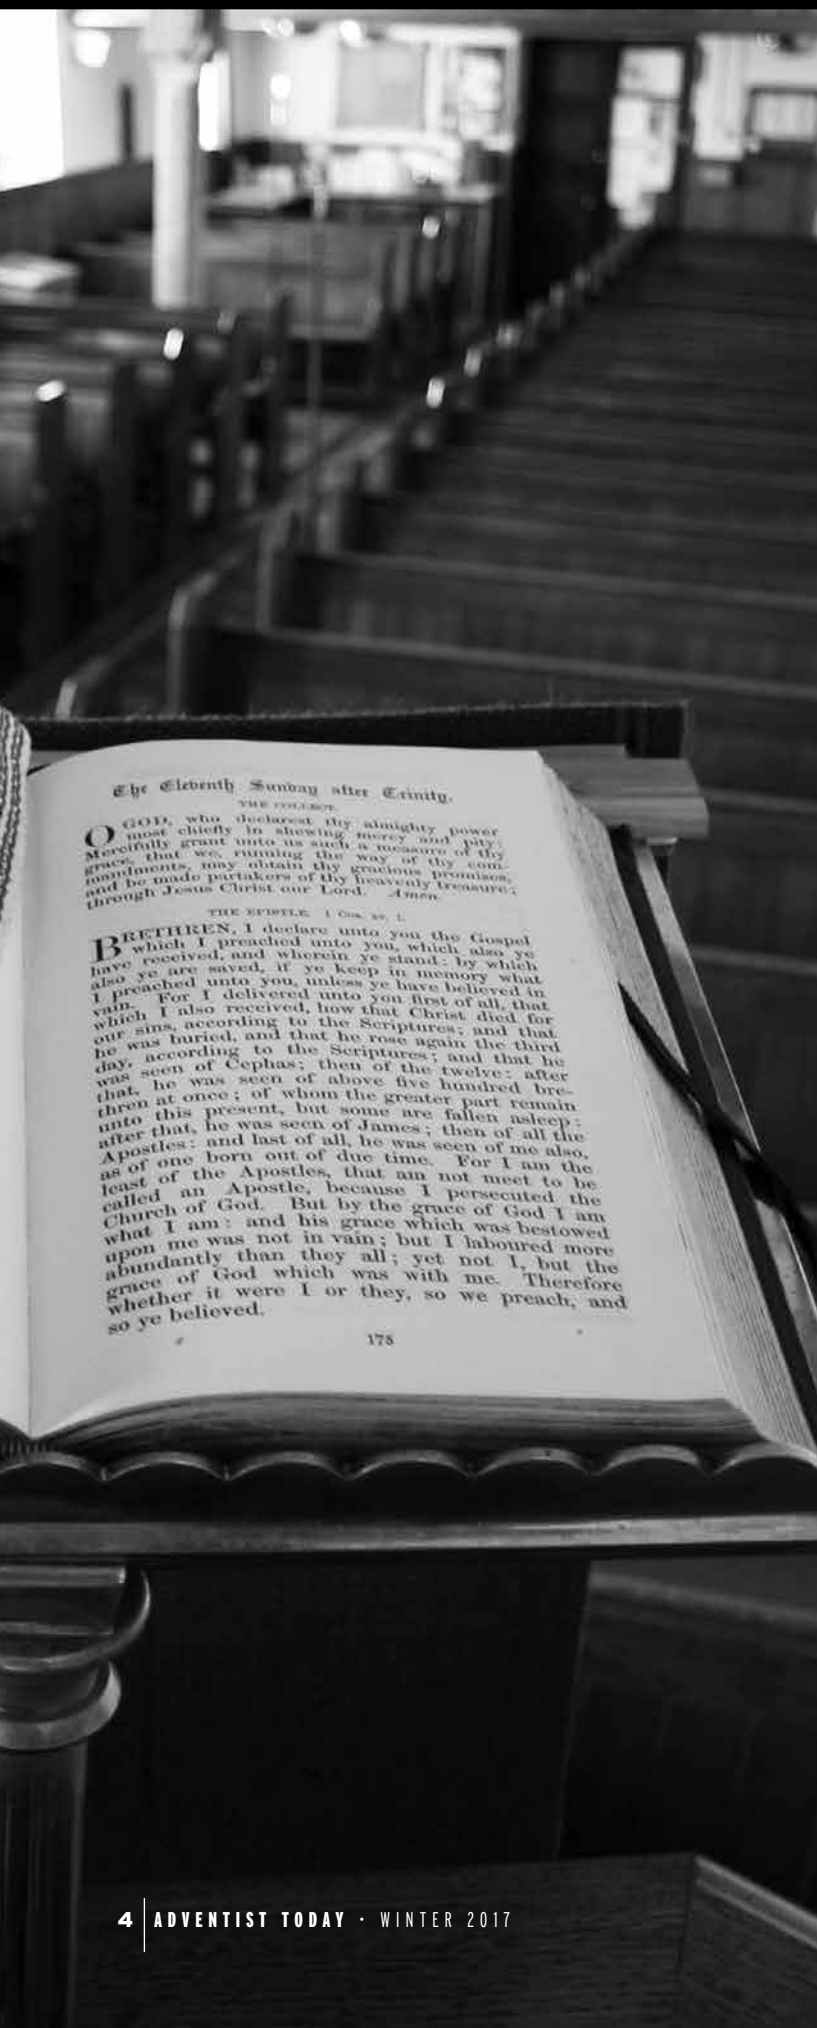 The Eleventh Sunday after Trinity.
THE COLLECT.
O GOD, who declarest thy almighty power
most chiefly in shewing mercy and pity;
Mercifully grant unto us such a measure of thy
grace, that we, running the way of thy com-
mandments, may obtain thy gracious promises,
and be made partakers of thy heavenly treasure;
through Jesus Christ our Lord. Amen.
THE EPISTLE. 1 Cor. xv. 1.
BRETHREN, I declare unto you the Gospel
which I preached unto you, which also ye
have received, and wherein ye stand: by which
also ye are saved, if ye keep in memory what
I preached unto you, unless ye have believed in
vain. For I delivered unto you first of all, that
which I also received, how that Christ died for
our sins, according to the Scriptures; and that
he was buried, and that he rose again the third
day, according to the Scriptures; and that he
was seen of Cephas; then of the twelve: after
that, he was seen of above five hundred bre-
thren at once; of whom the greater part remain
unto this present, but some are fallen asleep:
after that, he was seen of James; then of all the
Apostles: and last of all, he was seen of me also,
as of one born out of due time. For I am the
least of the Apostles, that am not meet to be
called an Apostle, because I persecuted the
Church of God. But by the grace of God I am
what I am: and his grace which was bestowed
upon me was not in vain; but I laboured more
abundantly than they all; yet not I, but the
grace of God which was with me. Therefore
whether it were I or they, so we preach, and
so ye believed.
178
4 ADVENTIST TODAY · WINTER 2017